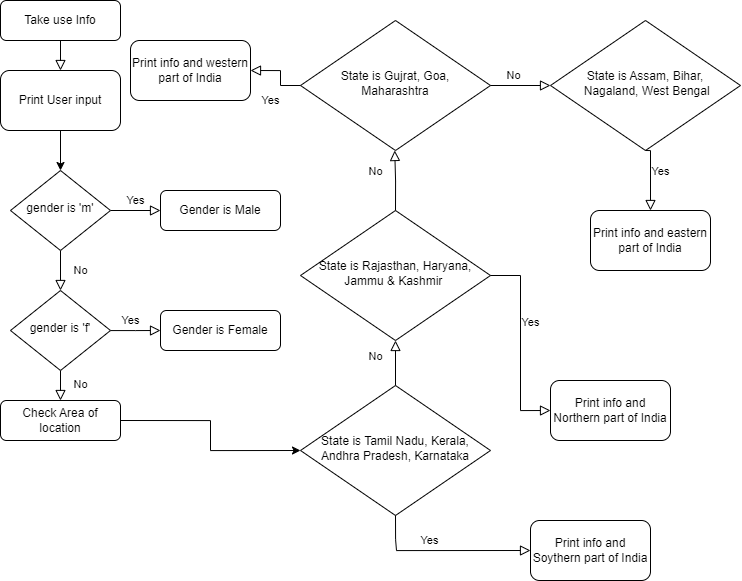 Take use Info
Print User input
gender is 'm'
Yes
Gender is Male
No
gender is 'f'
Yes
Gender is Female
No
Check Area of
location
State is Tamil Nadu, Kerala,
Andhra Pradesh, Karnataka
Yes
Print info and
Soythern part of India
No
State is Rajasthan, Haryana,
Jammu & Kashmir
Yes
Print info and
Northern part of India
No
State is Gujrat, Goa,
Maharashtra
Yes
Print info and western
part of India
No
State is Assam, Bihar,
Nagaland, West Bengal
Yes
Print info and eastern
part of India